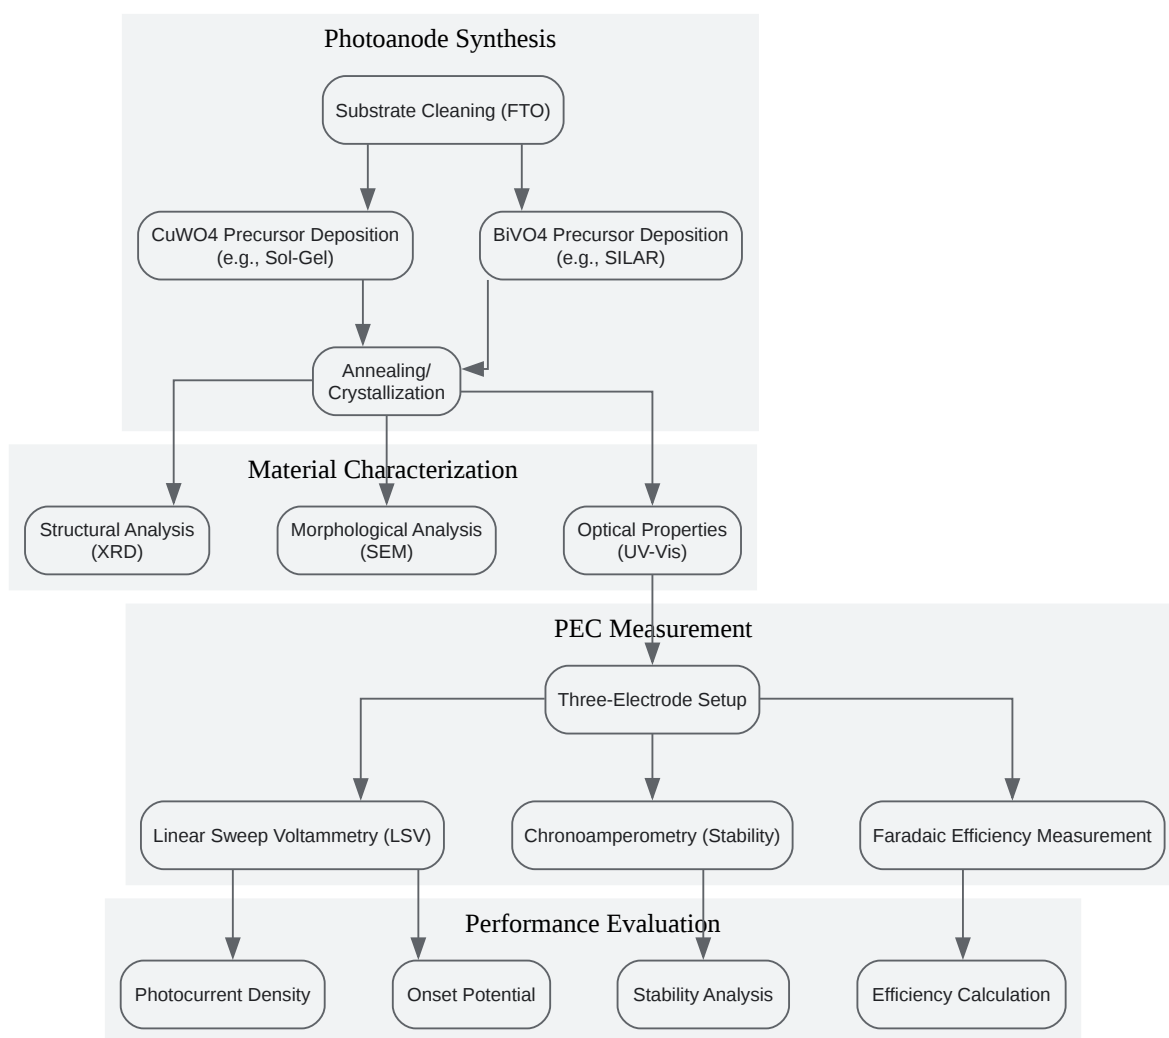 Photoanode Synthesis
Substrate Cleaning (FTO)
CuWO4 Precursor Deposition
(e.g., Sol-Gel)
BiVO4 Precursor Deposition
(e.g., SILAR)
Annealing/
Crystallization
Material Characterization
Structural Analysis
(XRD)
Morphological Analysis
(SEM)
Optical Properties
(UV-Vis)
PEC Measurement
Three-Electrode Setup
Linear Sweep Voltammetry (LSV)
Chronoamperometry (Stability)
Faradaic Efficiency Measurement
Performance Evaluation
Photocurrent Density
Onset Potential
Stability Analysis
Efficiency Calculation